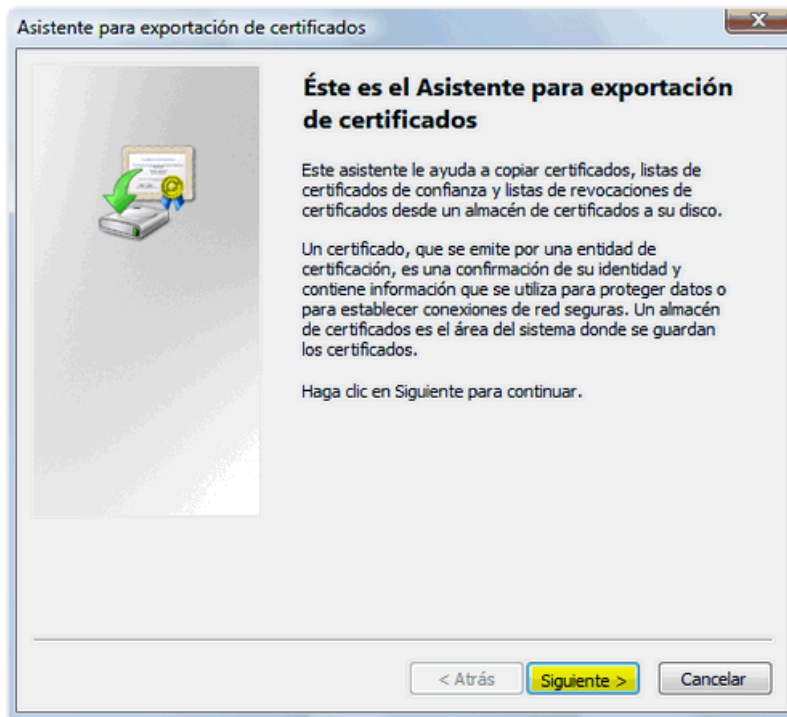 Asistente para exportación de certificados
Éste es el Asistente para exportación
de certificados
Este asistente le ayuda a copiar certificados, listas de
certificados de confianza y listas de revocaciones de
certificados desde un almacén de certificados a su disco.
Un certificado, que se emite por una entidad de
certificación, es una confirmación de su identidad y
contiene información que se utiliza para proteger datos o
para establecer conexiones de red seguras. Un almacén
de certificados es el área del sistema donde se guardan
los certificados.
Haga clic en Siguiente para continuar.
< Atrás Siguiente > Cancelar